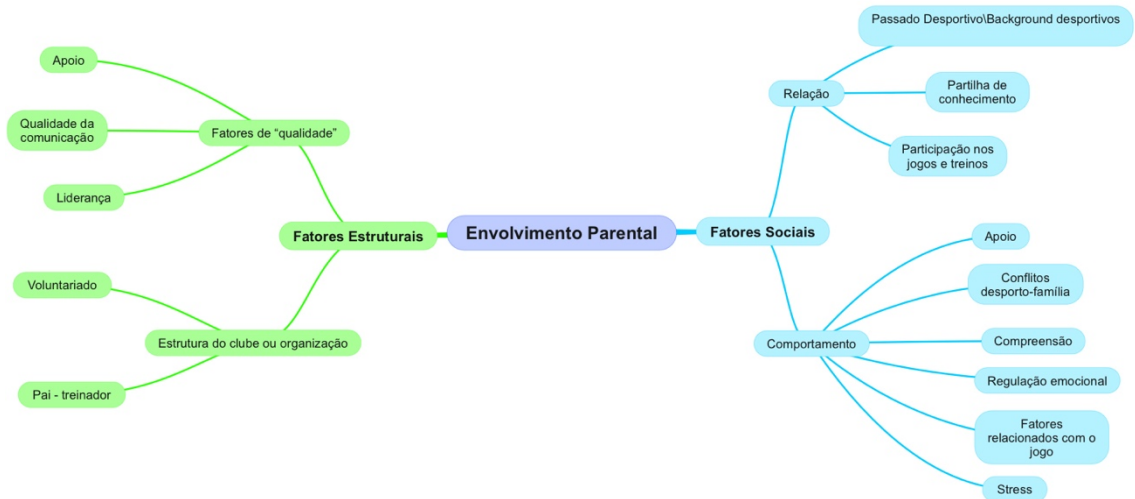 Envolvimento Parental
Fatores Estruturais
Fatores de “qualidade”
Apoio
Qualidade da
comunicação
Liderança
Estrutura do clube ou organização
Voluntariado
Pai - treinador
Fatores Sociais
Relação
Passado Desportivo\Background desportivos
Partilha de
conhecimento
Participação nos
jogos e treinos
Comportamento
Apoio
Conflitos
desporto-família
Compreensão
Regulação emocional
Fatores
relacionados com o
jogo
Stress